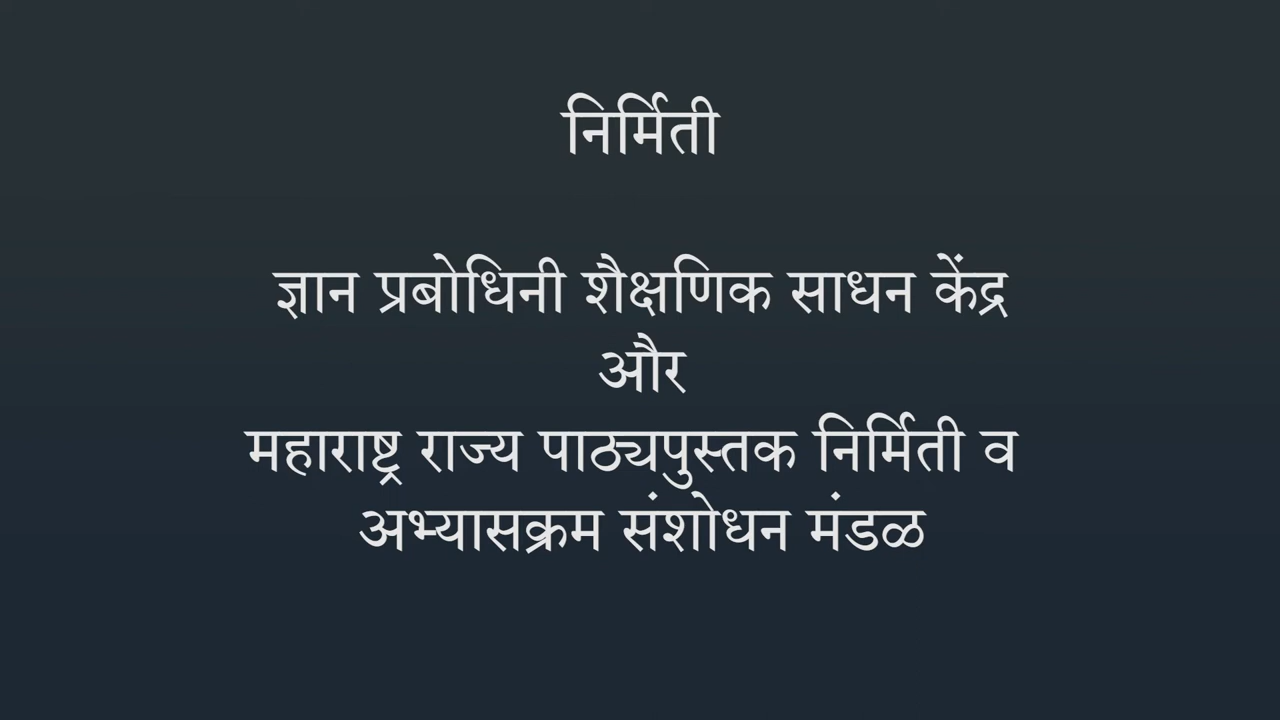 निर्मिती
ज्ञान प्रबोधिनी शैक्षणिक साधन केंद्र
और
महाराष्ट्र राज्य पाठ्यपुस्तक निर्मिती व
अभ्यासक्रम संशोधन मंडळ